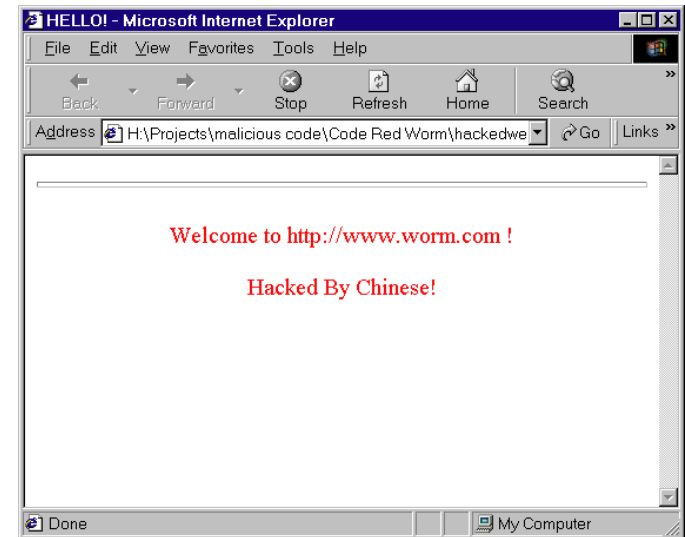 HELLO! - Microsoft Internet Explorer
File Edit View Favorites Tools Help
Back Forward Stop Refresh Home Search »
Address H:\Projects\malicious code\Code Red Worm\hackedwe Go Links »
Welcome to http://www.worm.com !
Hacked By Chinese!
Done My Computer